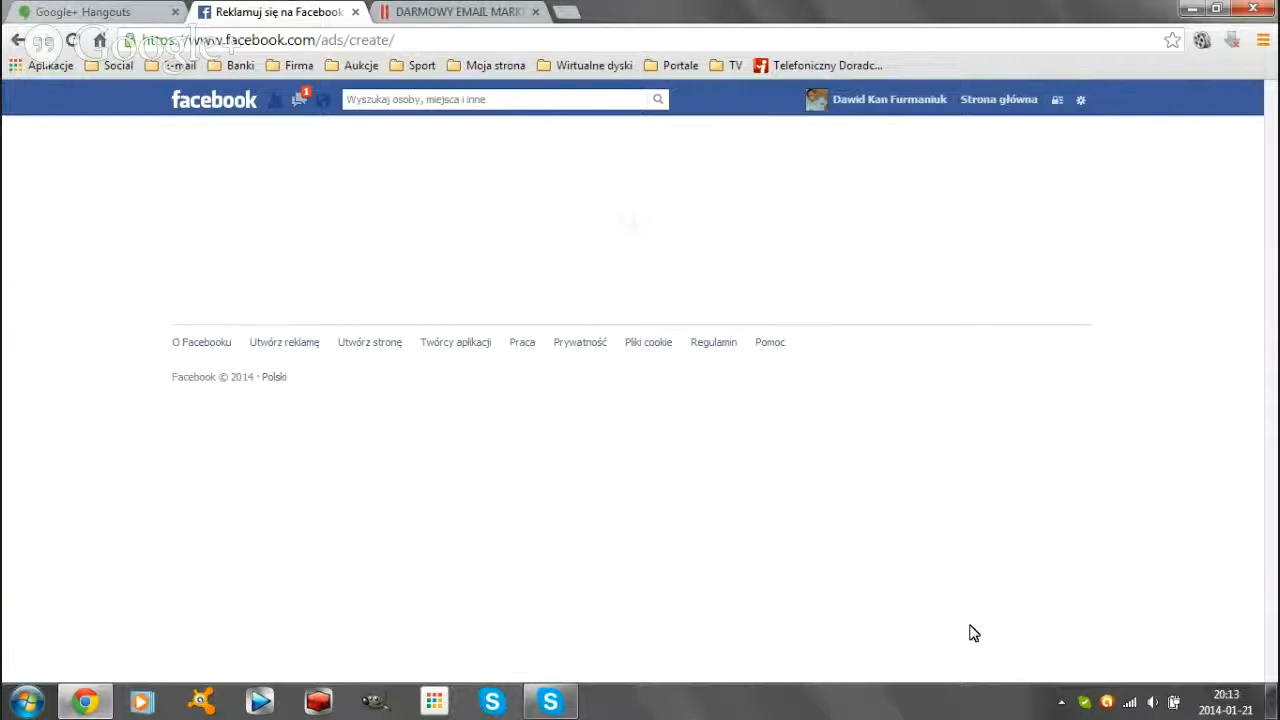 Google+ Hangouts
Reklamuj się na Facebook
DARMOWY EMAIL MARK
Google+
https://www.facebook.com/ads/create/
Aplikacje Social E-mail Banki Firma Aukcje Sport Moja strona Wirtualne dyski Portale TV Telefoniczny Doradc...
facebook 1 Wyszukaj osoby, miejsca i inne Dawid Kan Furmaniuk Strona główna
O Facebooku Utwórz reklamę Utwórz stronę Twórcy aplikacji Praca Prywatność Pliki cookie Regulamin Pomoc
Facebook © 2014 · Polski
20:13
2014-01-21